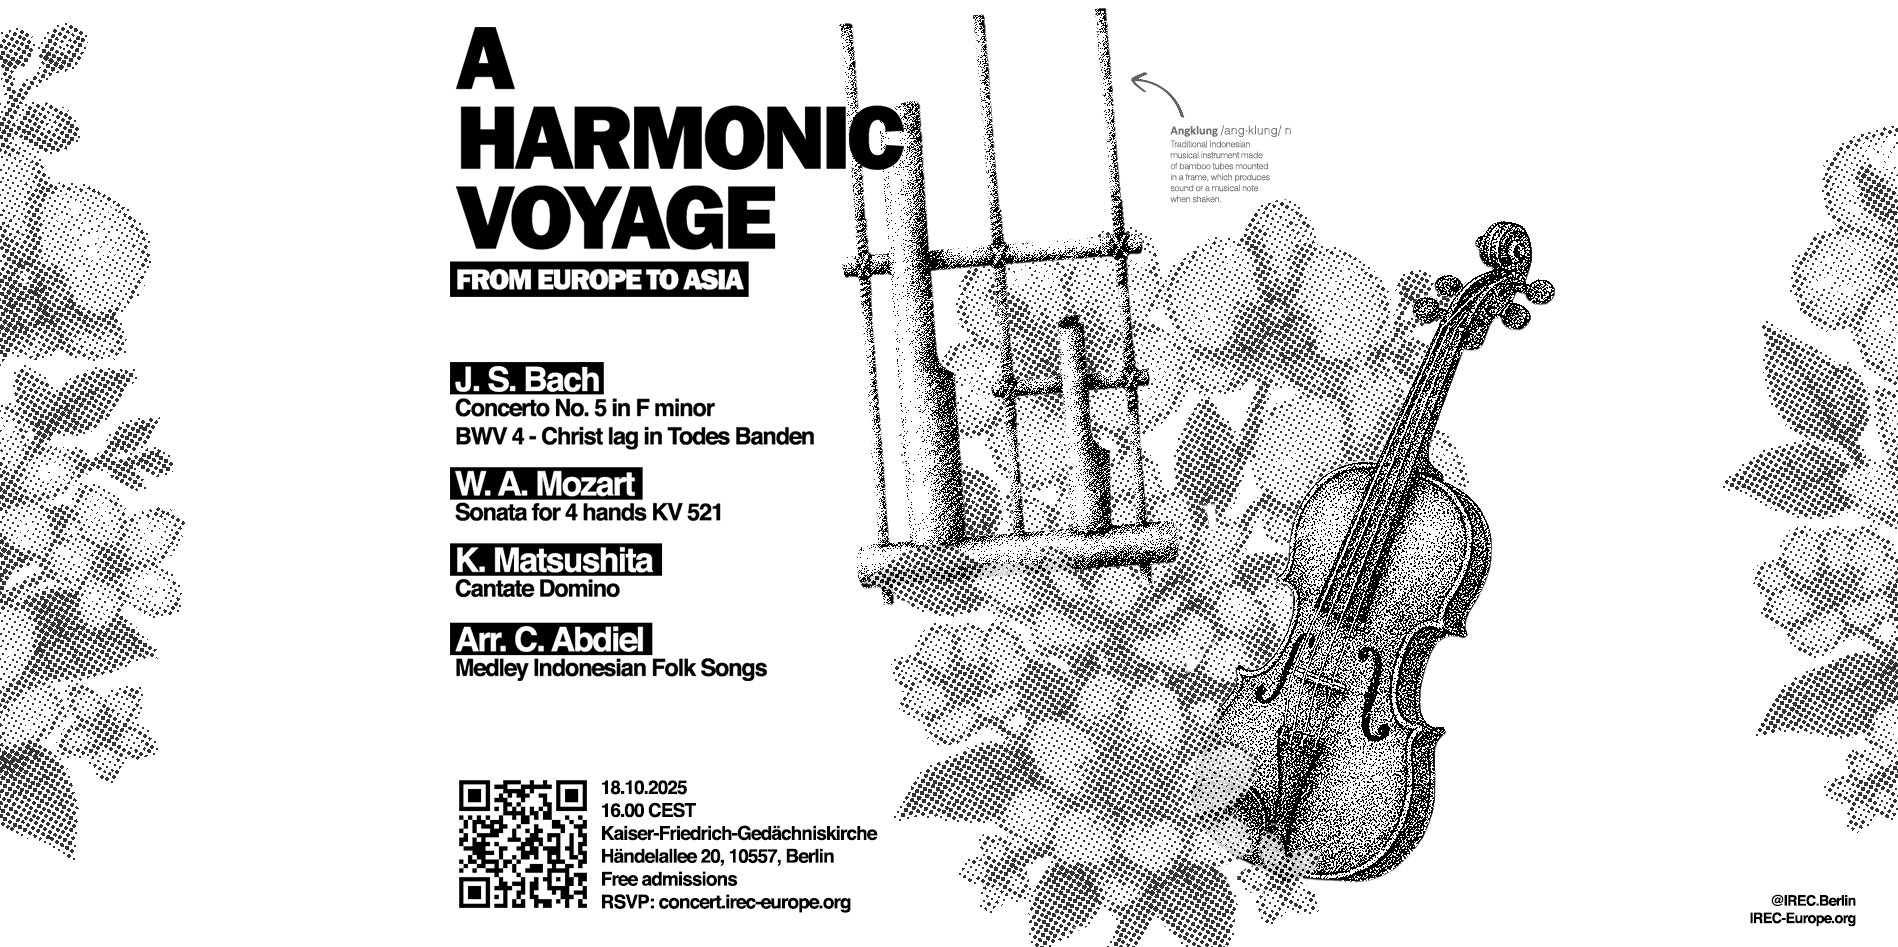 A
HARMONIC
VOYAGE
FROM EUROPE TO ASIA
J. S. Bach
Concerto No. 5 in F minor
BWV 4 - Christ lag in Todes Banden
W. A. Mozart
Sonata for 4 hands KV 521
K. Matsushita
Cantate Domino
Arr. C. Abdiel
Medley Indonesian Folk Songs
18.10.2025
16.00 CEST
Kaiser-Friedrich-Gedächniskirche
Händelallee 20, 10557, Berlin
Free admissions
RSVP: concert.irec-europe.org
Angklung /ang·klung/ n
Traditional Indonesian
musical instrument made
of bamboo tubes mounted
in a frame, which produces
sound or a musical note
when shaken.
@IREC.Berlin
IREC-Europe.org